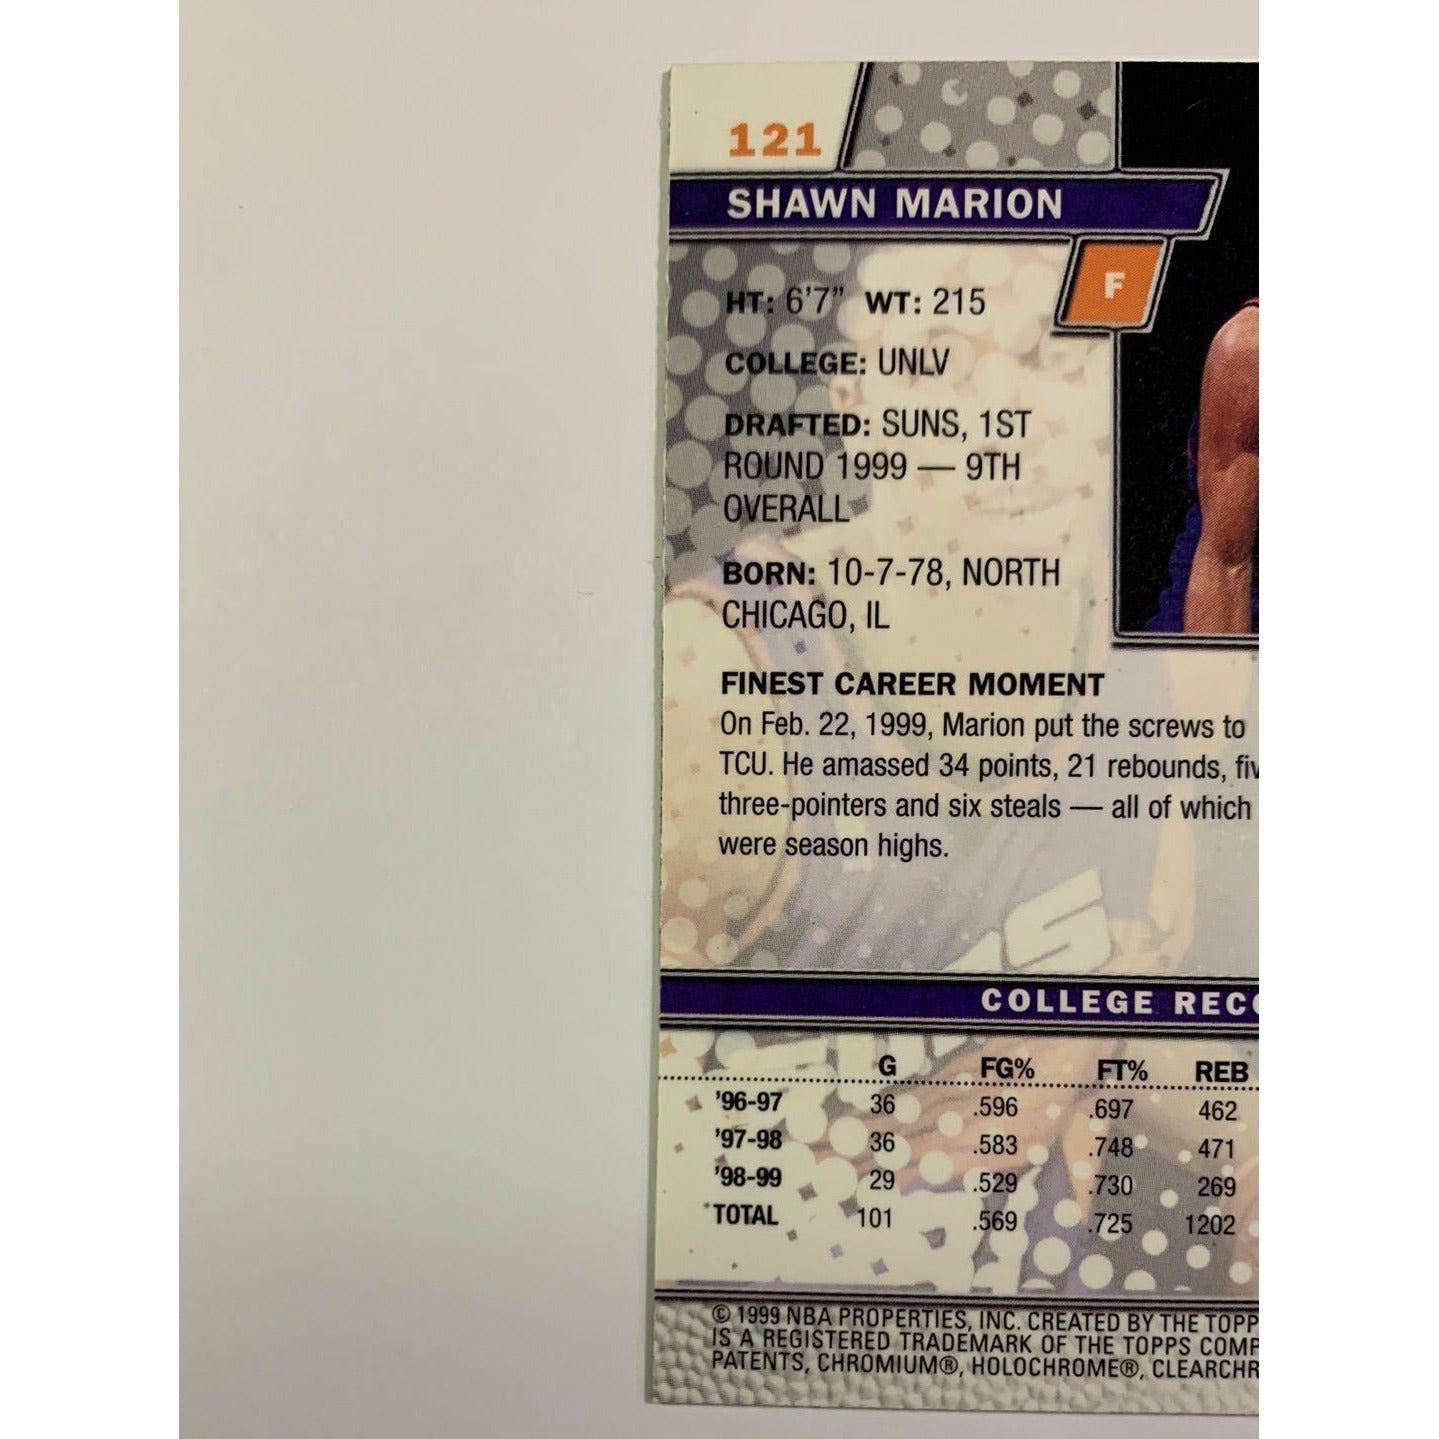 121
SHAWN MARION
F
HT: 6'7" WT: 215
COLLEGE: UNLV
DRAFTED: SUNS, 1ST
ROUND 1999 — 9TH
OVERALL
BORN: 10-7-78, NORTH
CHICAGO, IL
FINEST CAREER MOMENT
On Feb. 22, 1999, Marion put the screws to
TCU. He amassed 34 points, 21 rebounds,
three-pointers and six steals — all of which
were season highs.
COLLEGE
G FG% FT% REB
'96-97 36 .596 .697 462
'97-98 36 .583 .748 471
'98-99 29 .529 .730 269
TOTAL 101 .569 .725 1202
© 1999 NBA PROPERTIES, INC. CREATED BY THE
IS A REGISTERED TRADEMARK OF THE TOPPS
PATENTS, CHROMIUM®, HOLOCHROME®,